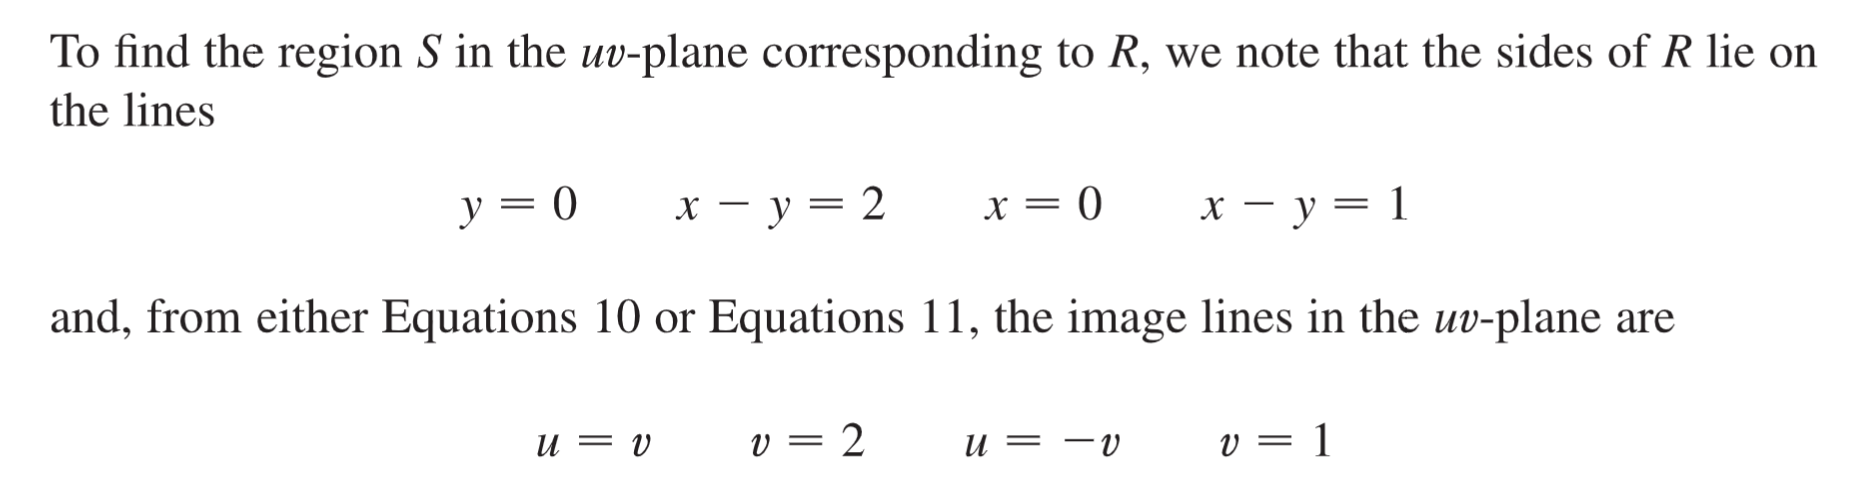 To find the region S in the uv-plane corresponding to R, we note that the sides of R lie on
the lines
y = 0 x − y = 2 x = 0 x − y = 1
and, from either Equations 10 or Equations 11, the image lines in the uv-plane are
u = v v = 2 u = −v v = 1